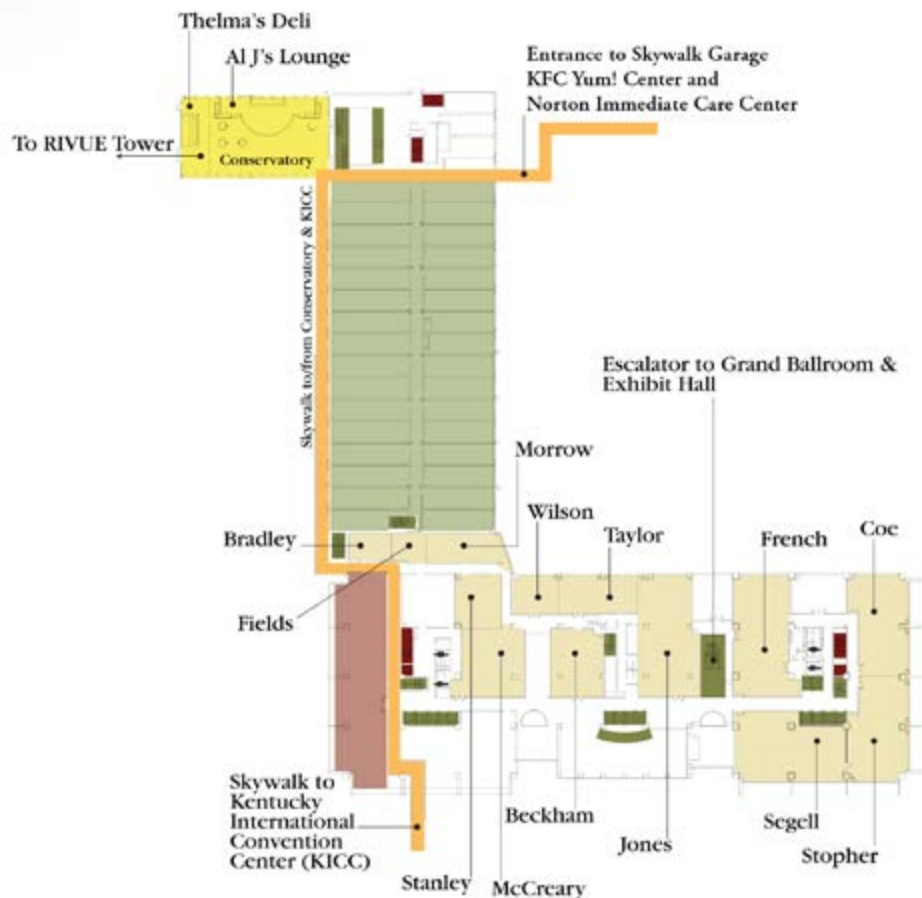 Thelma's Deli
Al J's Lounge
Entrance to Skywalk Garage
KFC Yum! Center and
Norton Immediate Care Center
To RIVUE Tower
Conservatory
Skywalk to/from Conservatory & KICC
Escalator to Grand Ballroom &
Exhibit Hall
Morrow
Wilson
Taylor
French
Coe
Bradley
Fields
Skywalk to
Kentucky
International
Convention
Center (KICC)
Stanley
McCreary
Beckham
Jones
Segell
Stopher